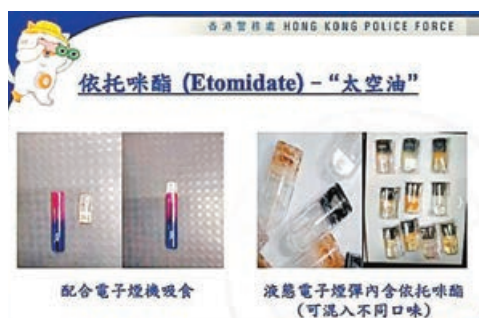 香港警務處 HONG KONG POLICE FORCE
依托咪酯 (Etomidate) – “太空油”
配合電子煙機吸食
液態電子煙彈內含依托咪酯
(可混入不同口味)